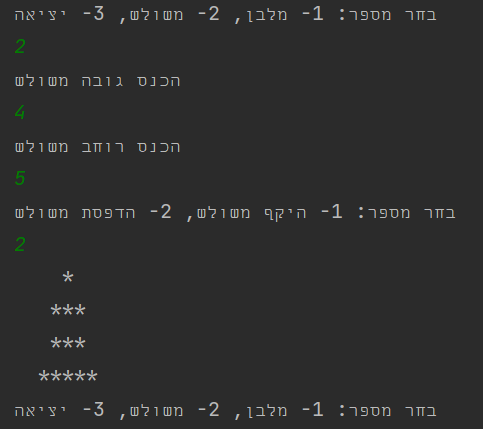 בחר מספר: 1- מלבן, 2- משולש, 3- יציאה
2
הכנס גובה משולש
4
הכנס רוחב משולש
5
בחר מספר: 1- היקף משולש, 2- הדפסת משולש
2
*
***
***
*****
בחר מספר: 1- מלבן, 2- משולש, 3- יציאה